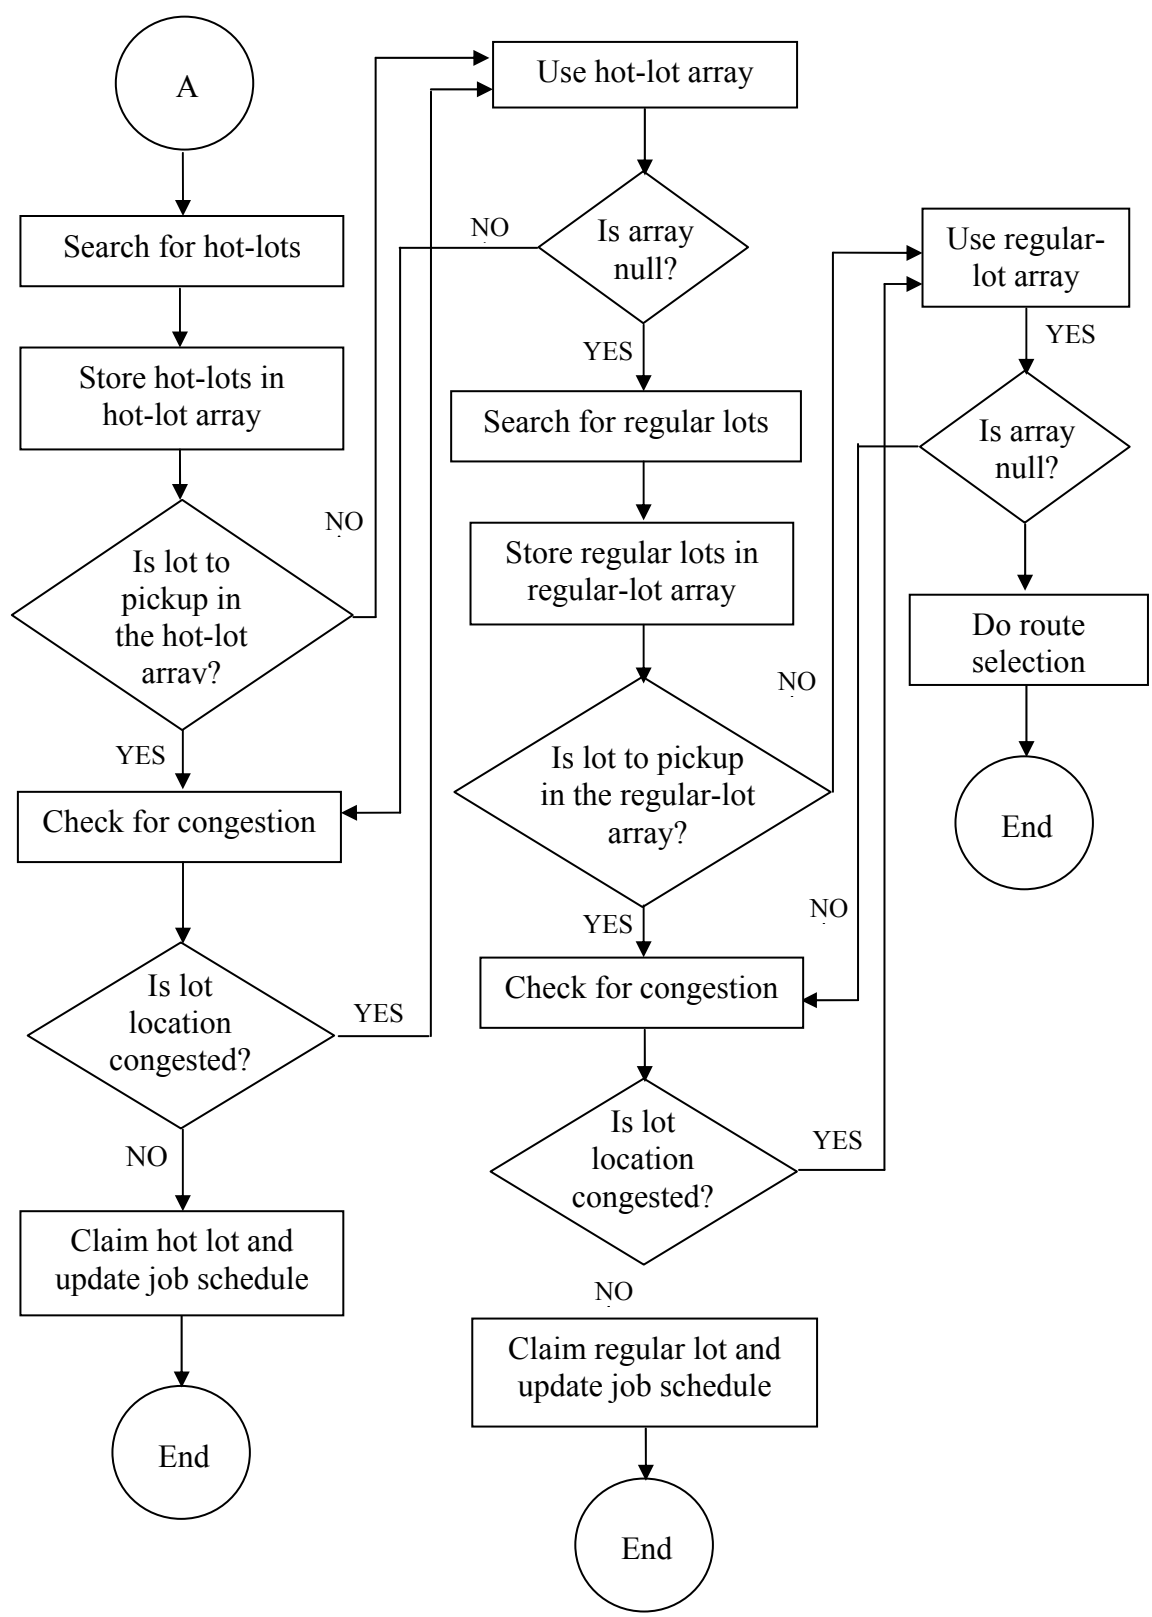 A
Search for hot-lots
Store hot-lots in
hot-lot array
NO
Is lot to
pickup in
the hot-lot
array?
YES
Check for congestion
Is lot
location
congested?
YES
NO
Claim hot lot and
update job schedule
End
Use hot-lot array
NO
Is array
null?
YES
Search for regular lots
Store regular lots in
regular-lot array
NO
Is lot to pickup
in the regular-lot
array?
YES
NO
Check for congestion
Is lot
location
congested?
YES
NO
Claim regular lot and
update job schedule
End
Use regular-
lot array
YES
Is array
null?
Do route
selection
End